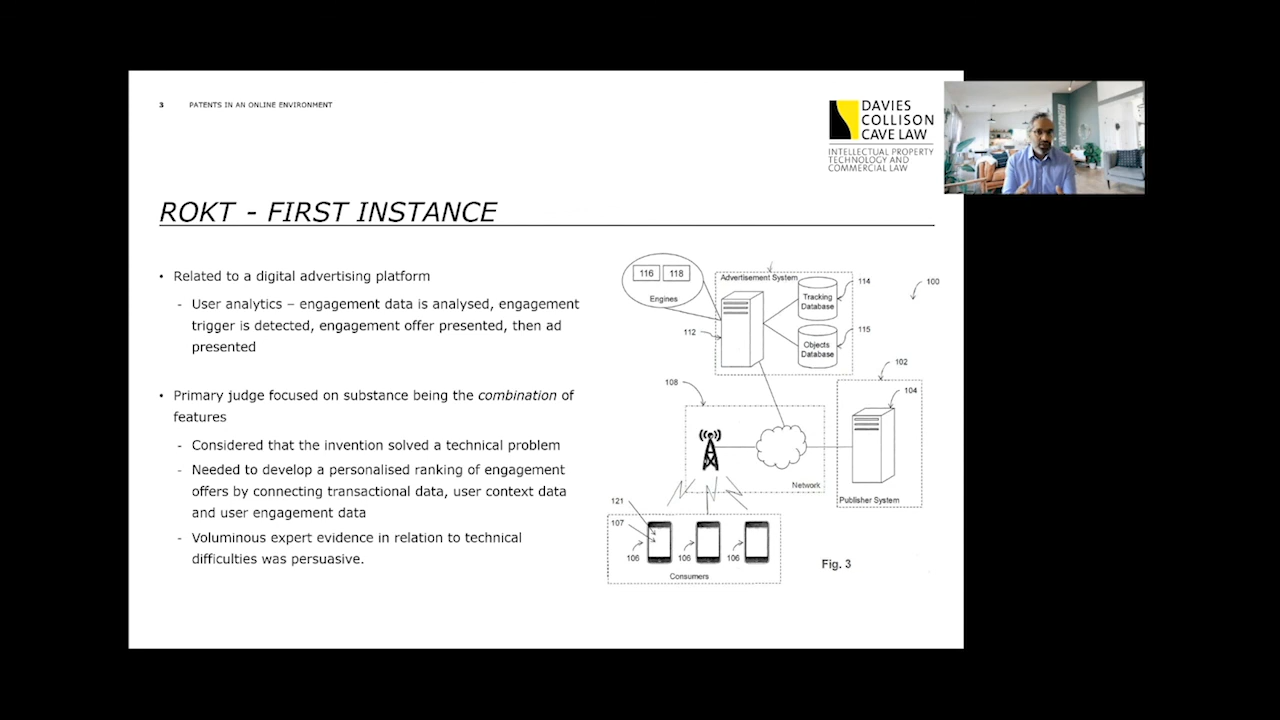 3 PATENTS IN AN ONLINE ENVIRONMENT
DAVIES
COLLISON
CAVE LAW
INTELLECTUAL PROPERTY
TECHNOLOGY AND
COMMERCIAL LAW
ROKT - FIRST INSTANCE
• Related to a digital advertising platform
- User analytics – engagement data is analysed, engagement
trigger is detected, engagement offer presented, then ad
presented
• Primary judge focused on substance being the combination of
features
- Considered that the invention solved a technical problem
- Needed to develop a personalised ranking of engagement
offers by connecting transactional data, user context data
and user engagement data
- Voluminous expert evidence in relation to technical
difficulties was persuasive.
116 118
Engines
Advertisement System
Tracking
Database
114
100
112
Objects
Database
115
102
104
108
Network
Publisher System
121
107
106 106 106
Consumers
Fig. 3